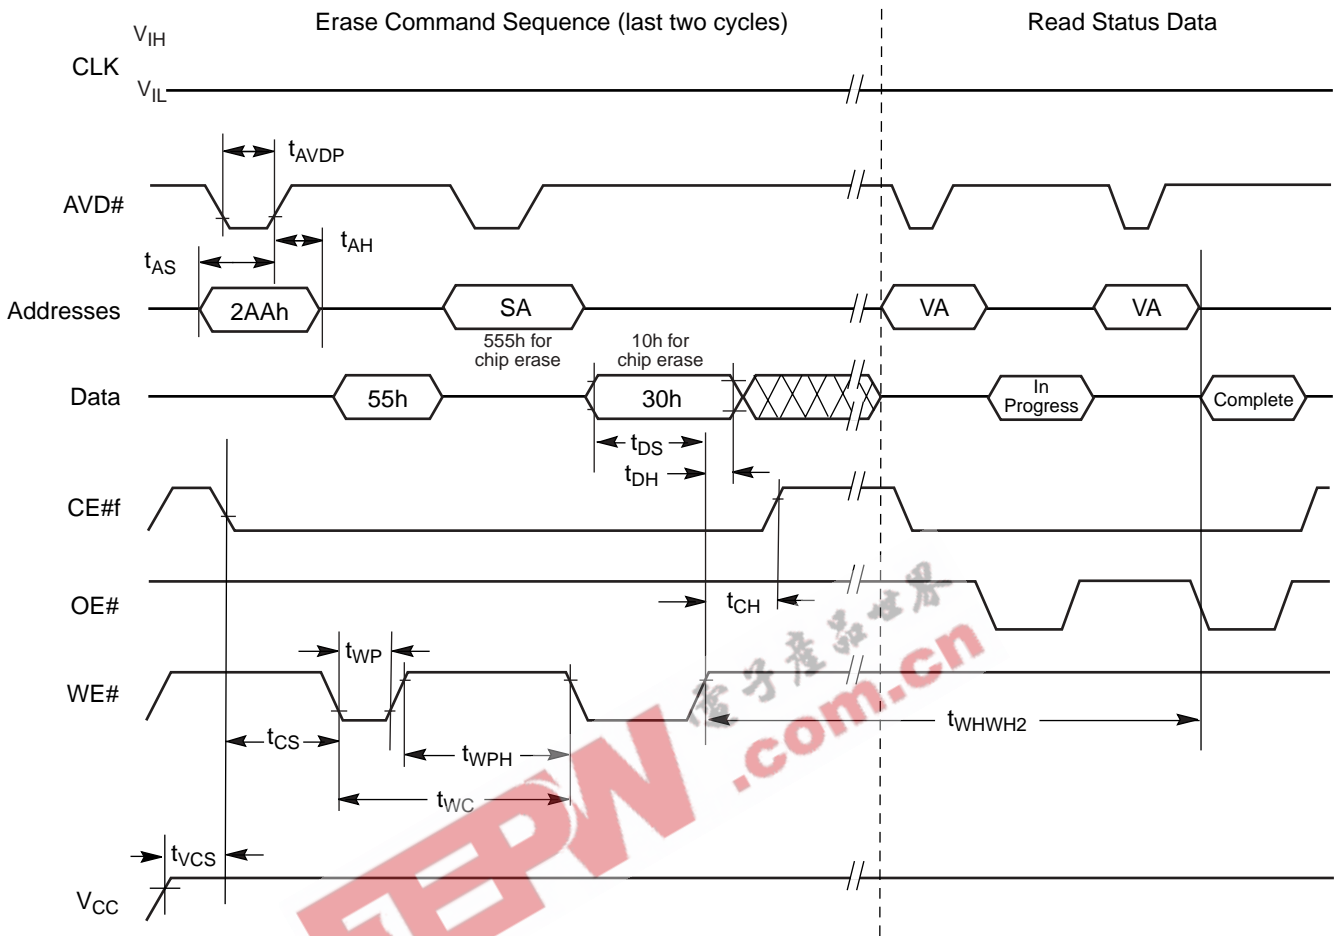 Erase Command Sequence (last two cycles)
Read Status Data
VIH
CLK
VIL
tAVDP
AVD#
tAH
tAS
Addresses
2AAh
SA
VA
VA
555h for
chip erase
10h for
chip erase
Data
55h
30h
In
Progress
Complete
tDS
tDH
CE#f
OE#
tCH
tWP
WE#
tCS
tWPH
tWHWH2
tWC
tVCS
VCC
電子產品世界
EEPW
.com.cn